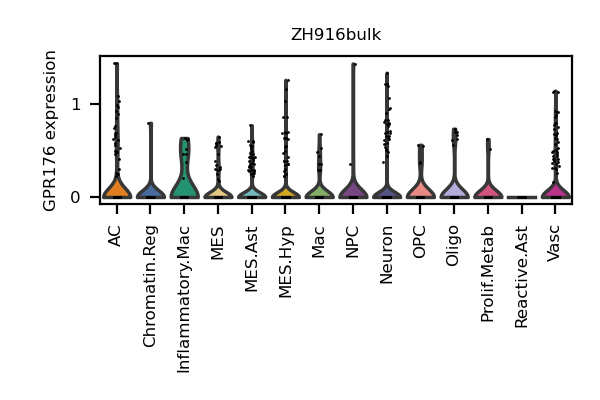 ZH916bulk
GPR176 expression
1
0
AC
Chromatin.Reg
Inflammatory.Mac
MES
MES.Ast
MES.Hyp
Mac
NPC
Neuron
OPC
Oligo
Prolif.Metab
Reactive.Ast
Vasc